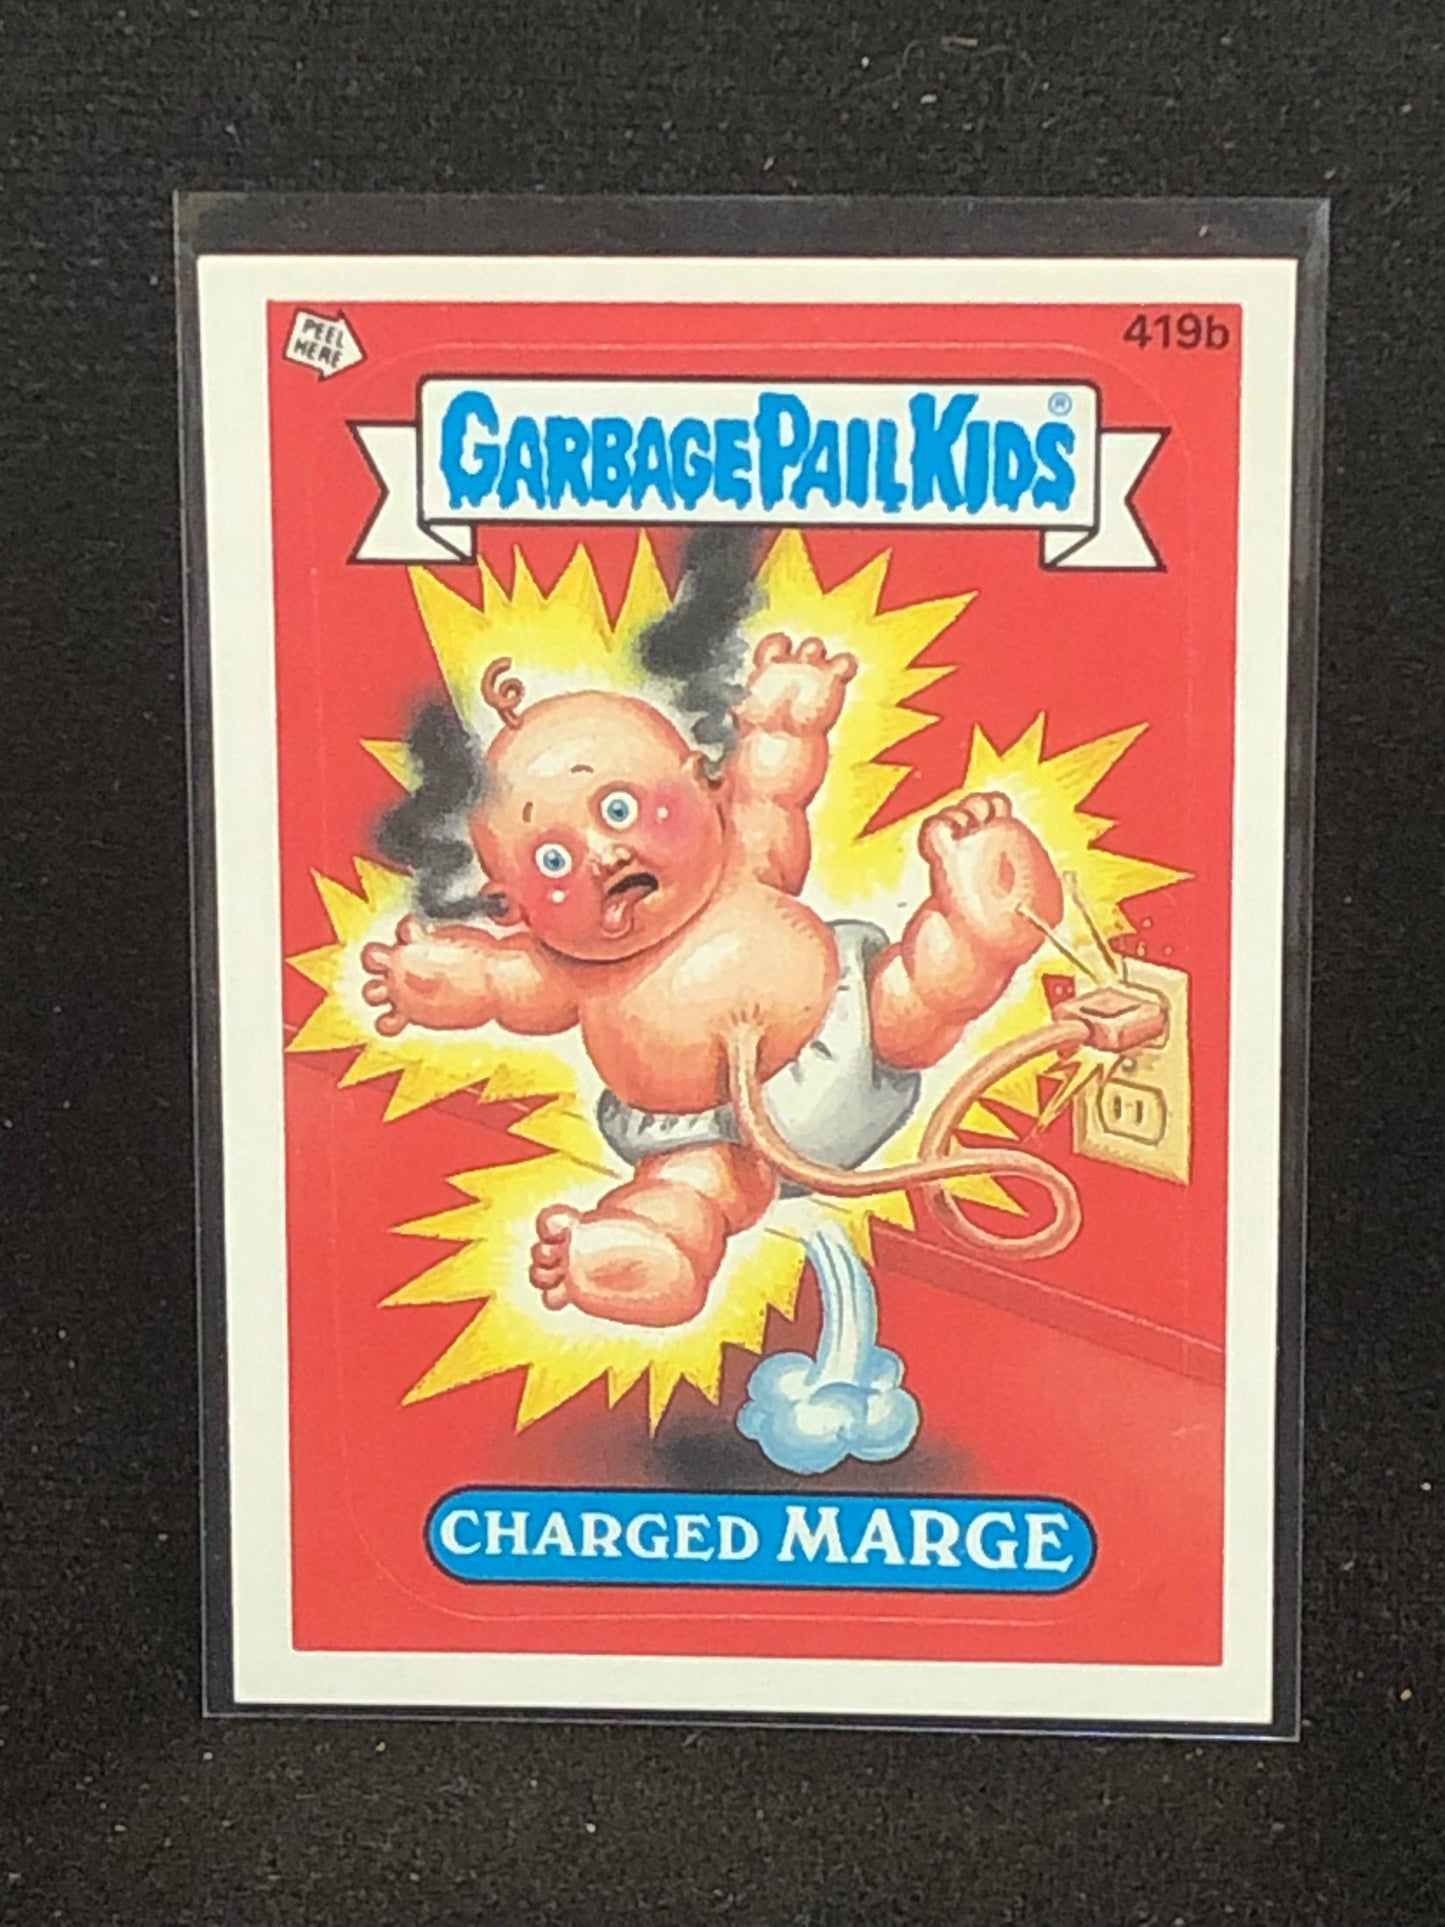 PEEL
HERE
419b
GARBAGE PAIL KIDS®
CHARGED MARGE